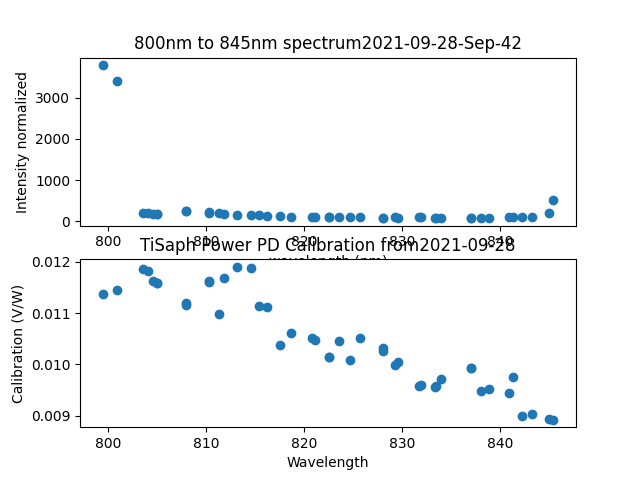 800nm to 845nm spectrum2021-09-28-Sep-42
Intensity normalized
3000
2000
1000
0
800 810 820 830 840
wavelength (nm)
TiSaph Power PD Calibration from2021-09-28
Calibration (V/W)
0.012
0.011
0.010
0.009
800 810 820 830 840
Wavelength